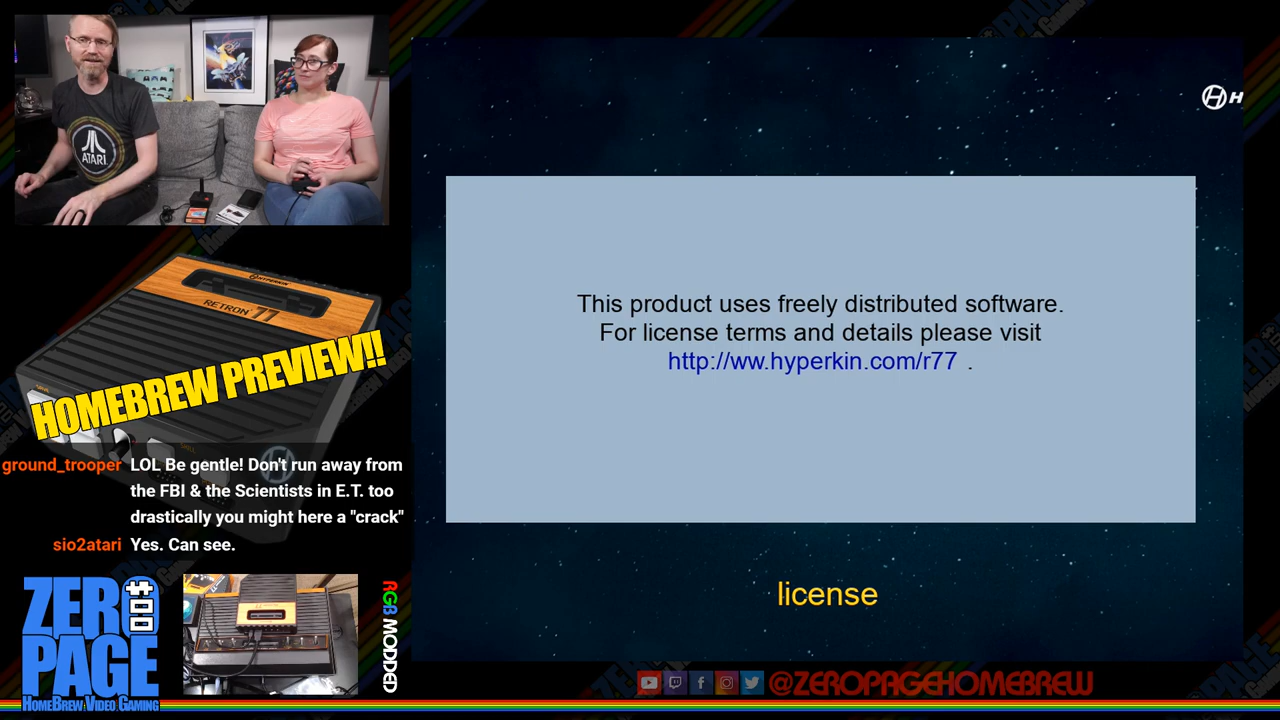 ATARI
H
This product uses freely distributed software.
For license terms and details please visit
http://ww.hyperkin.com/r77 .
license
HYPERKIN
RETRON 77
HOMEBREW PREVIEW!!
ground_trooper LOL Be gentle! Don't run away from
the FBI & the Scientists in E.T. too
drastically you might here a "crack"
sio2atari Yes. Can see.
ZERO
PAGE
HOMEBREW VIDEO GAMING
RGB MODDED
@ZEROPAGEHOMEBREW